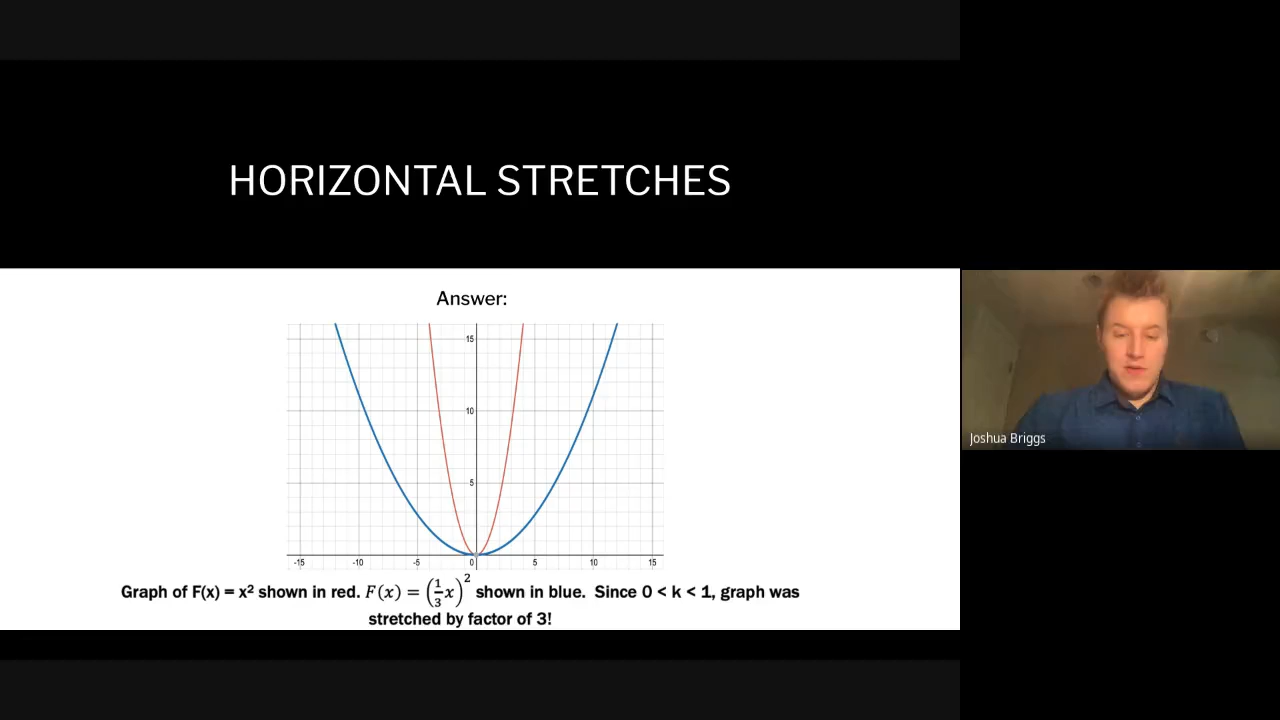 HORIZONTAL STRETCHES
Answer:
15
10
5
-15 -10 -5 0 5 10 15
Graph of F(x) = x² shown in red. F(x) = (1/3 x)² shown in blue. Since 0 < k < 1, graph was
stretched by factor of 3!
Joshua Briggs